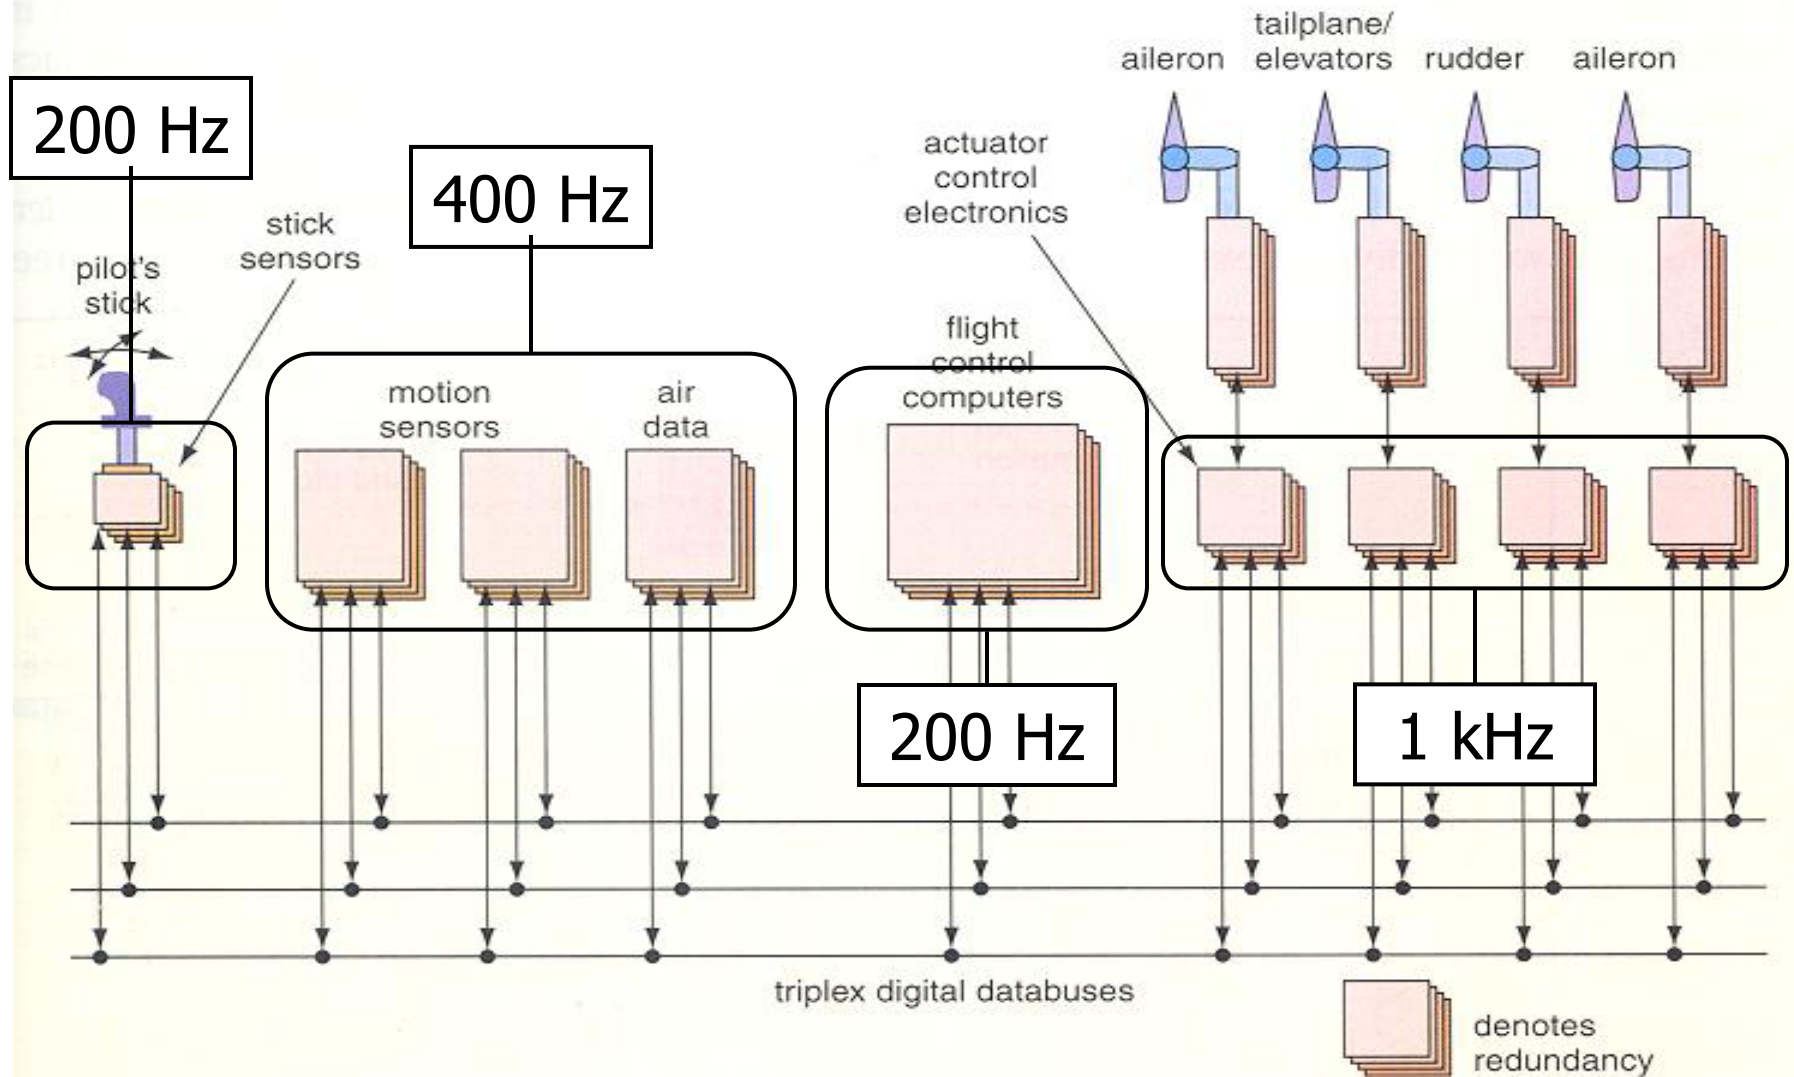 tailplane/
aileron elevators rudder aileron
200 Hz
400 Hz
actuator
control
electronics
stick
sensors
pilot's
stick
flight
control
computers
motion
sensors
air
data
200 Hz
1 kHz
triplex digital databuses
denotes
redundancy